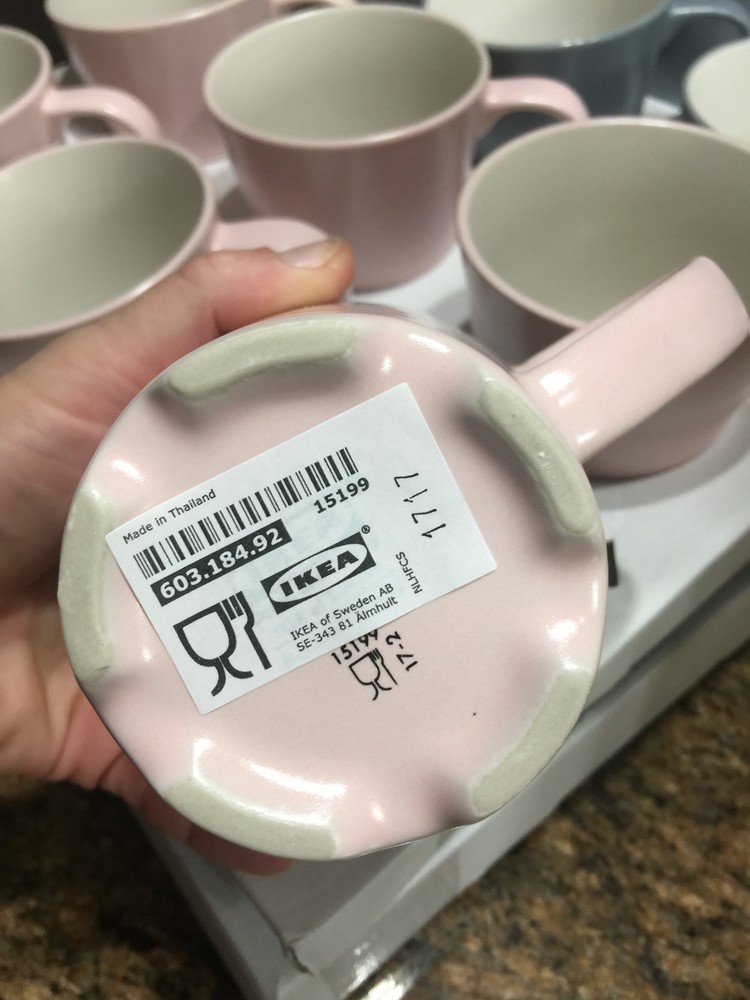 Made in Thailand
15199
603.184.92
IKEA®
IKEA of Sweden AB
SE-343 81 Älmhult
NLHFCS
1717
15199
17-2